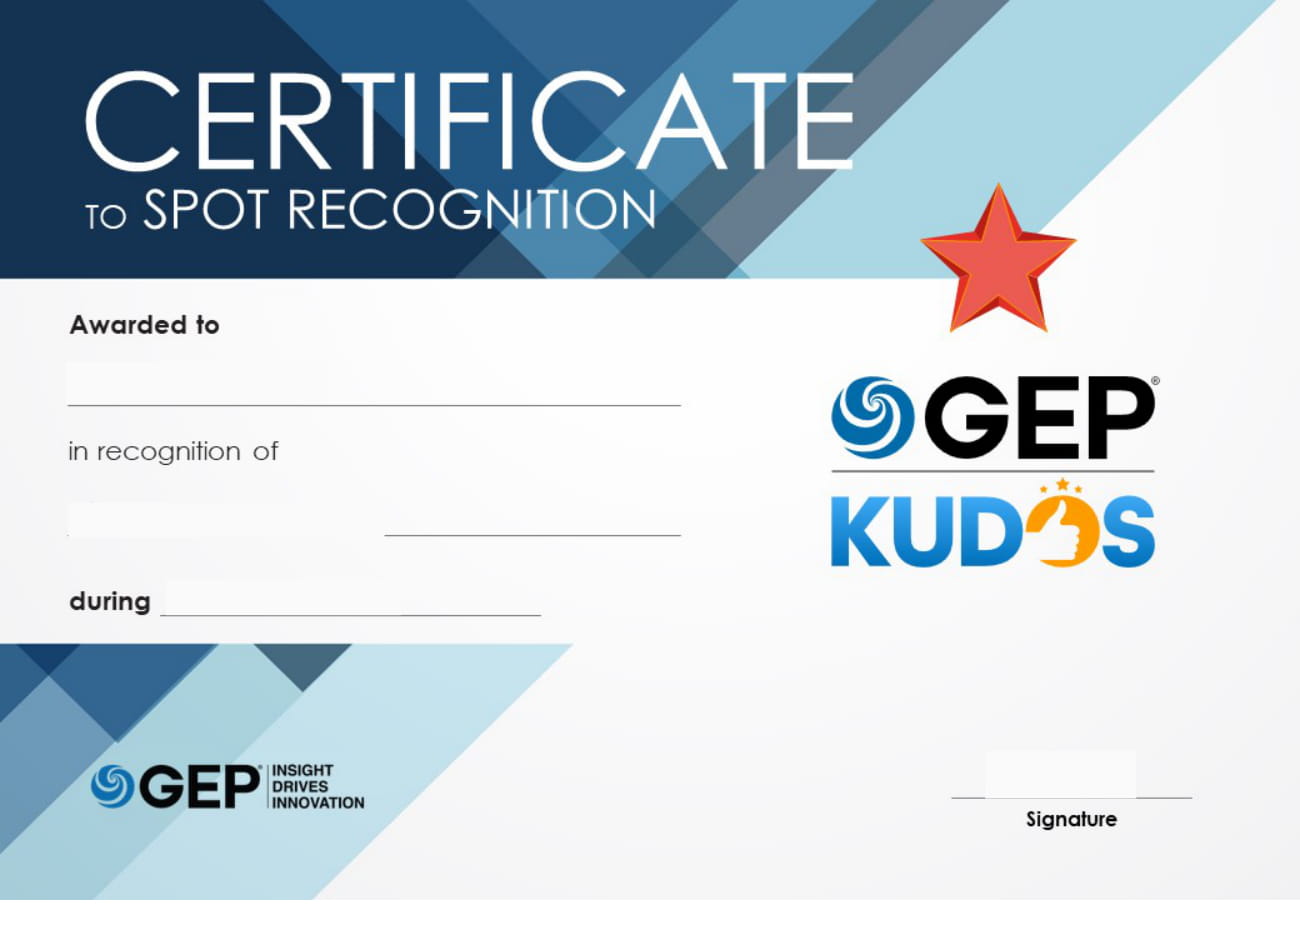 CERTIFICATE
TO SPOT RECOGNITION
Awarded to
in recognition of
during
GEP®
KUDOS
GEP® INSIGHT
DRIVES
INNOVATION
Signature